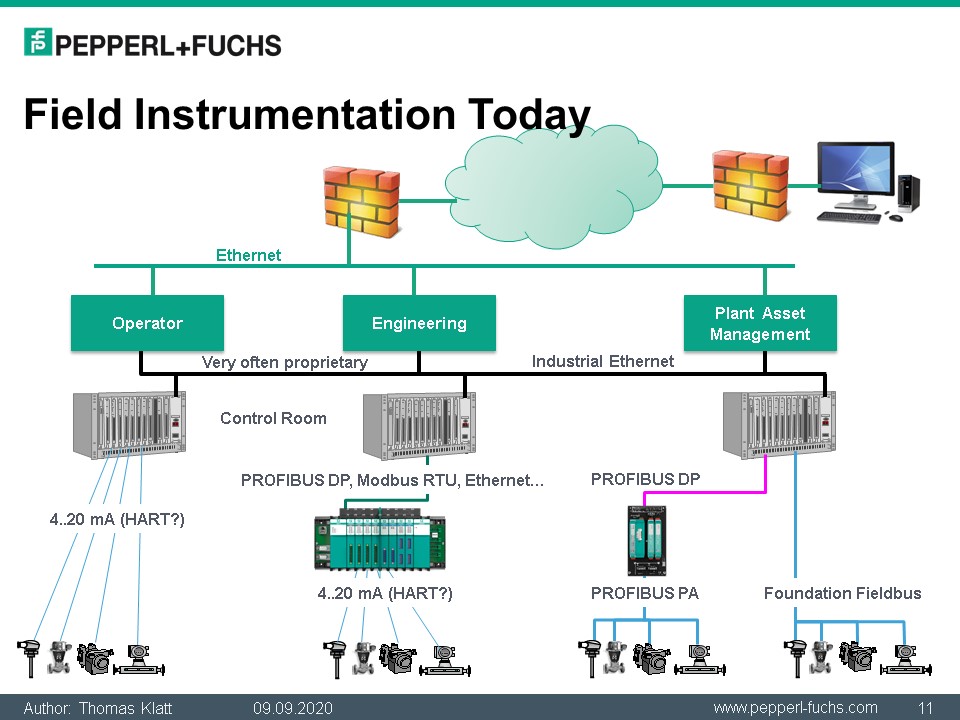 PEPPERL+FUCHS
Field Instrumentation Today
Ethernet
Operator
Engineering
Plant Asset
Management
Very often proprietary
Industrial Ethernet
Control Room
PROFIBUS DP, Modbus RTU, Ethernet...
PROFIBUS DP
4..20 mA (HART?)
4..20 mA (HART?)
PROFIBUS PA
Foundation Fieldbus
Author: Thomas Klatt
09.09.2020
www.pepperl-fuchs.com
11